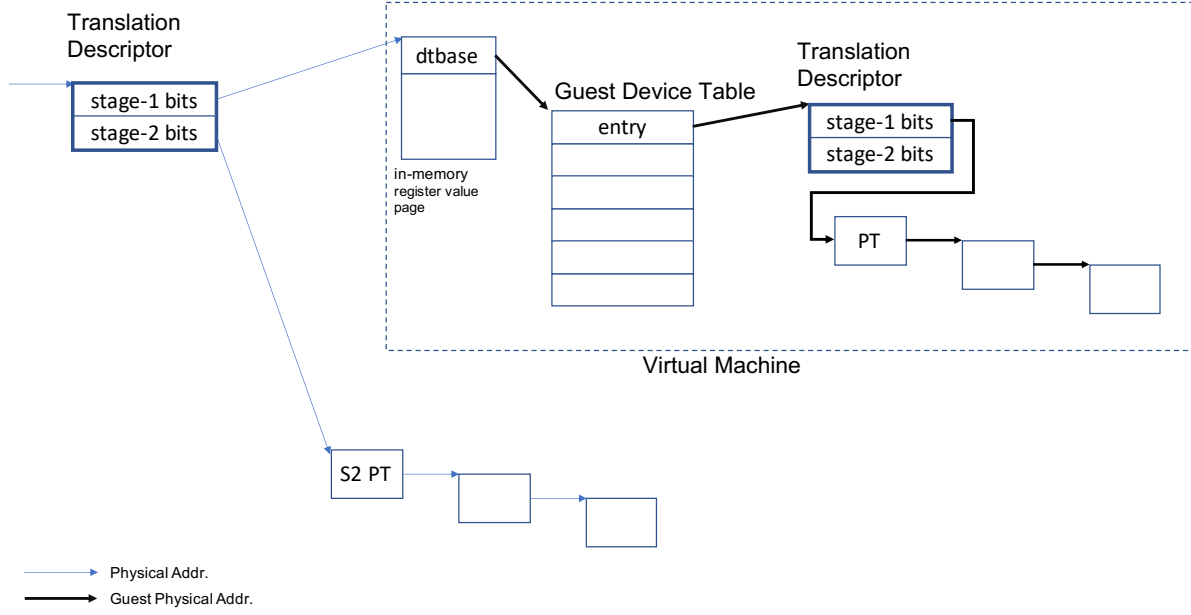 Translation
Descriptor
stage-1 bits
stage-2 bits
dtbase
in-memory
register value
page
Guest Device Table
entry
Translation
Descriptor
stage-1 bits
stage-2 bits
PT
Virtual Machine
S2 PT
Physical Addr.
Guest Physical Addr.